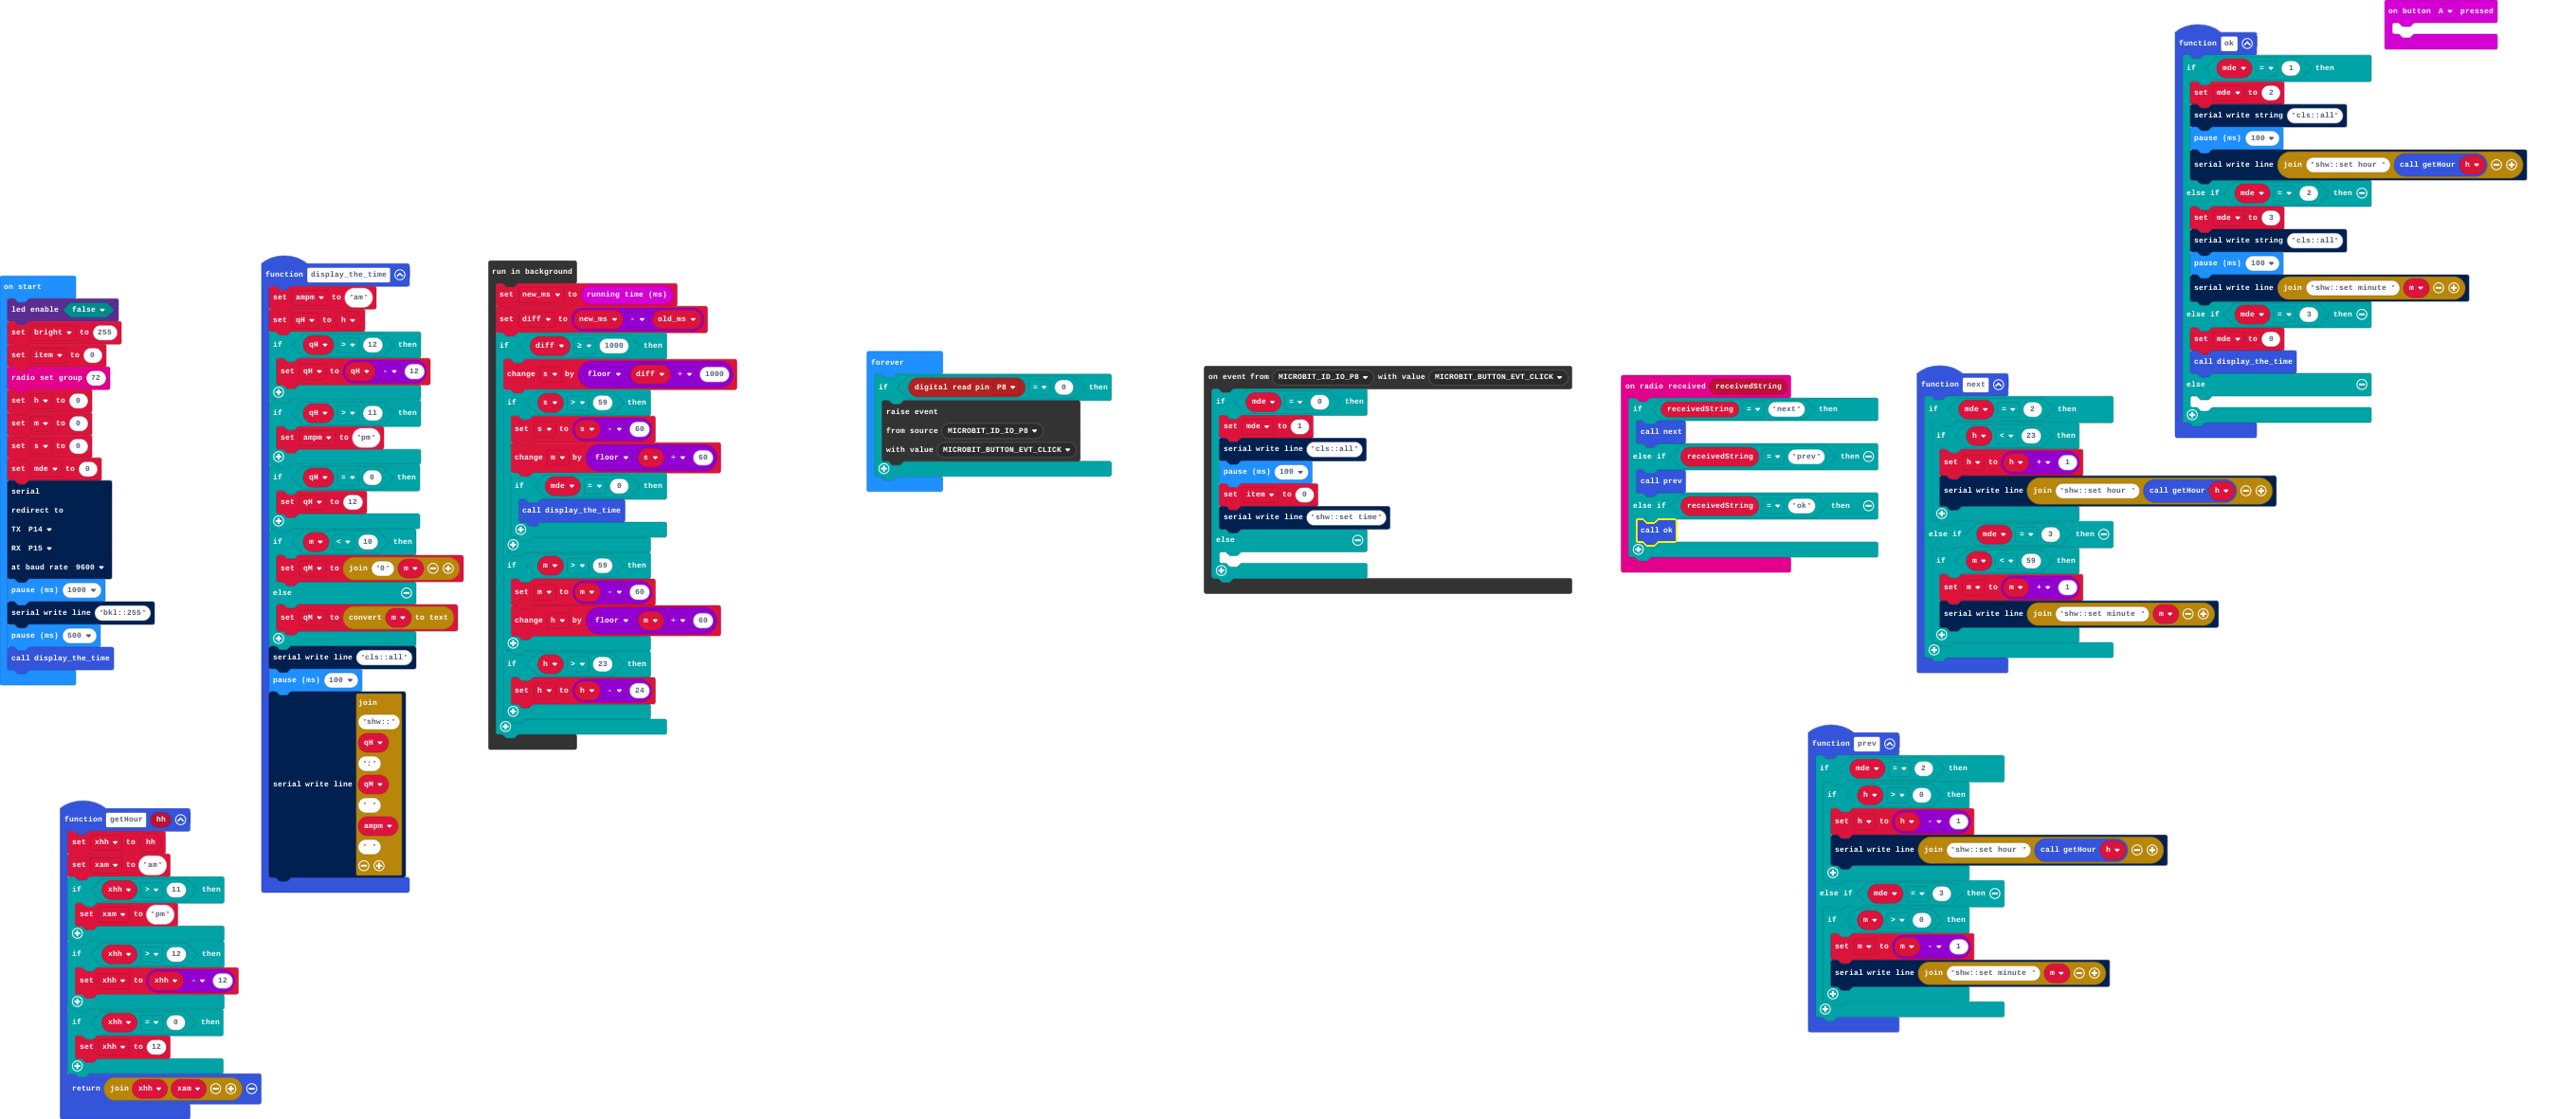 on start
led enable false
set bright to 255
set item to 0
radio set group 72
set h to 0
set m to 0
set s to 0
set mde to 0
serial
redirect to
TX P14
RX P15
at baud rate 9600
pause (ms) 1000
serial write line "bkl::255"
pause (ms) 500
call display_the_time
function getHour hh
set xhh to hh
set xam to "am"
if xhh > 11 then
set xam to "pm"
if xhh > 12 then
set xhh to xhh - 12
if xhh = 0 then
set xhh to 12
return join xhh xam
function display_the_time
set ampm to "am"
set qH to h
if qH > 12 then
set qH to qH - 12
if qH > 11 then
set ampm to "pm"
if qH = 0 then
set qH to 12
if m < 10 then
set qM to join "0" m
else
set qM to convert m to text
serial write line "cls::all"
pause (ms) 100
serial write line
join
"shw::"
qH
":"
qM
" "
ampm
" "
run in background
set new_ms to running time (ms)
set diff to new_ms - old_ms
if diff ≥ 1000 then
change s by floor diff ÷ 1000
if s > 59 then
set s to s - 60
change m by floor s ÷ 60
if mde = 0 then
call display_the_time
if m > 59 then
set m to m - 60
change h by floor m ÷ 60
if h > 23 then
set h to h - 24
forever
if digital read pin P8 = 0 then
raise event
from source MICROBIT_ID_IO_P8
with value MICROBIT_BUTTON_EVT_CLICK
on event from MICROBIT_ID_IO_P8 with value MICROBIT_BUTTON_EVT_CLICK
if mde = 0 then
set mde to 1
serial write line "cls::all"
pause (ms) 100
set item to 0
serial write line "shw::set time"
else
on radio received receivedString
if receivedString = "next" then
call next
else if receivedString = "prev" then
call prev
else if receivedString = "ok" then
call ok
function next
if mde = 2 then
if h < 23 then
set h to h + 1
serial write line join "shw::set hour " call getHour h
else if mde = 3 then
if m < 59 then
set m to m + 1
serial write line join "shw::set minute " m
function prev
if mde = 2 then
if h > 0 then
set h to h - 1
serial write line join "shw::set hour " call getHour h
else if mde = 3 then
if m > 0 then
set m to m - 1
serial write line join "shw::set minute " m
function ok
if mde = 1 then
set mde to 2
serial write string "cls::all"
pause (ms) 100
serial write line join "shw::set hour " call getHour h
else if mde = 2 then
set mde to 3
serial write string "cls::all"
pause (ms) 100
serial write line join "shw::set minute " m
else if mde = 3 then
set mde to 0
call display_the_time
else
on button A pressed